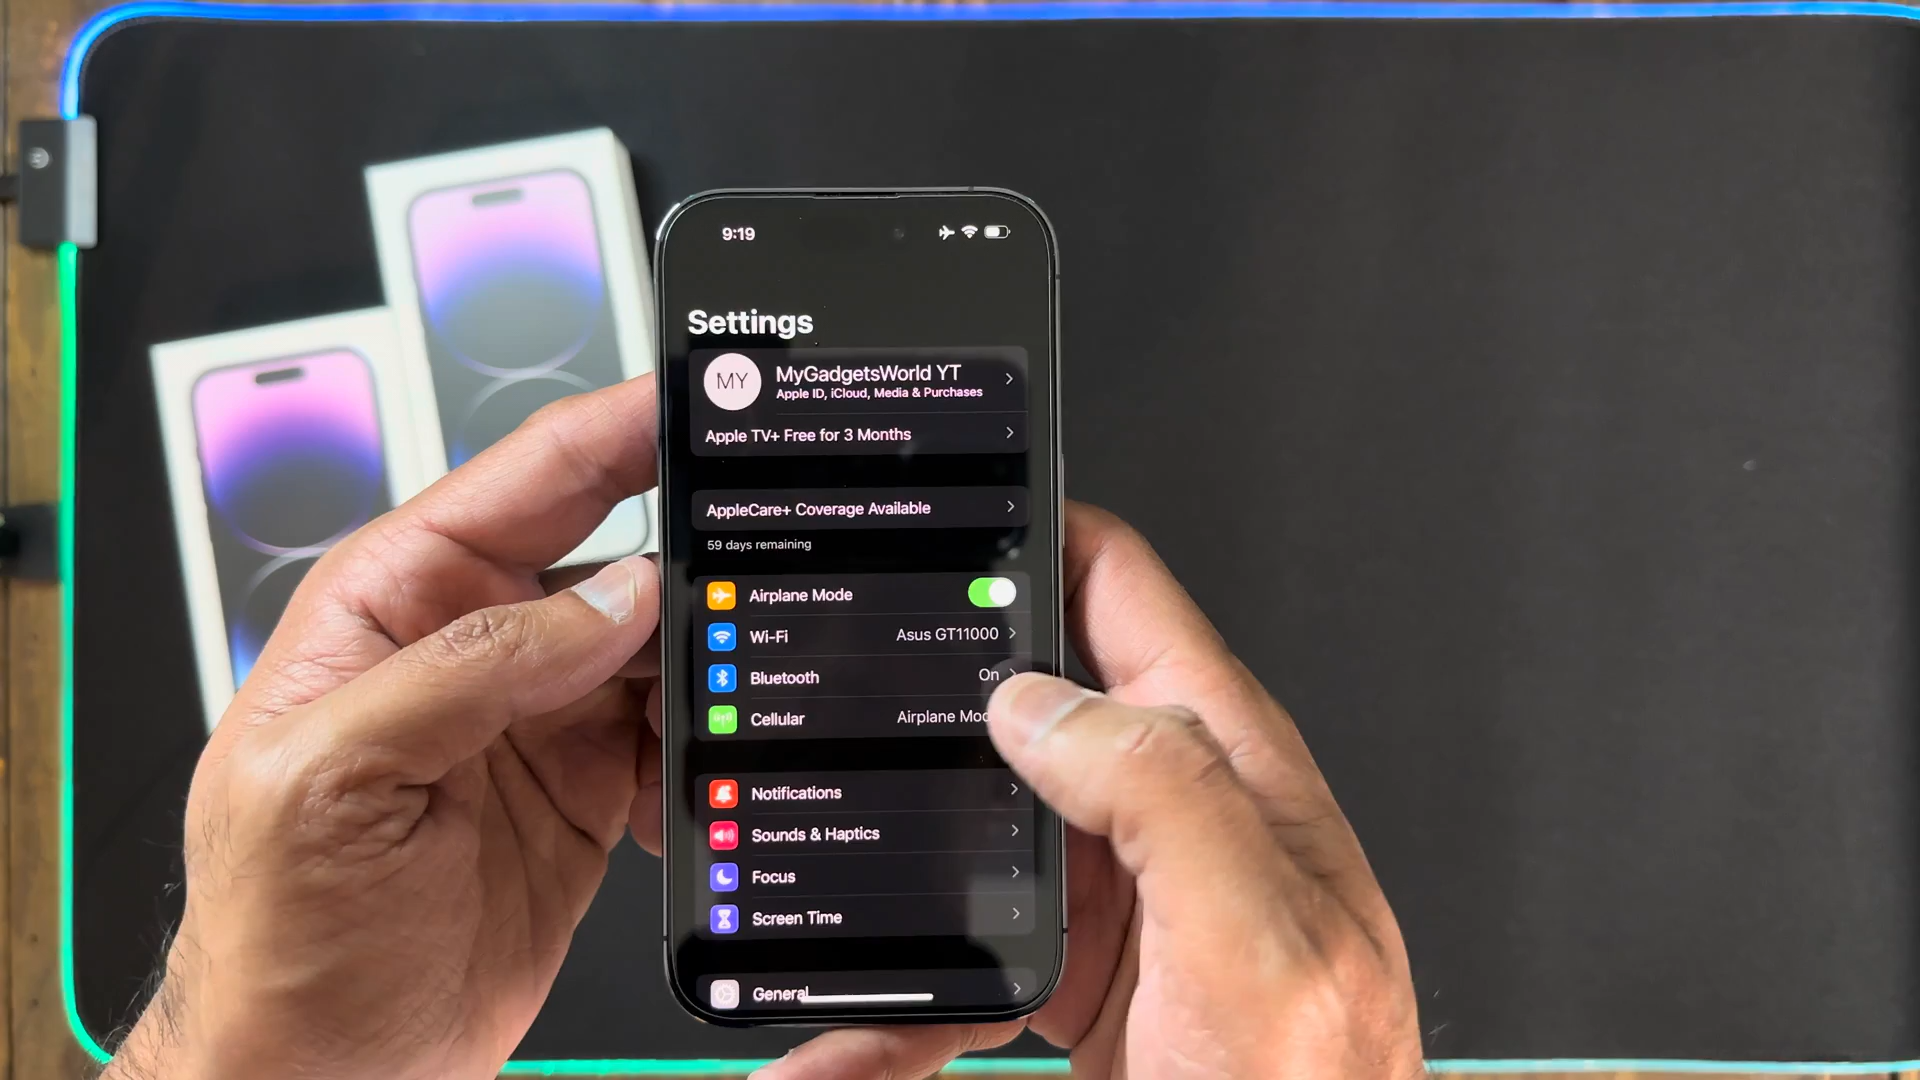 9:19
Settings
MY
MyGadgetsWorld YT
Apple ID, iCloud, Media & Purchases
Apple TV+ Free for 3 Months
AppleCare+ Coverage Available
59 days remaining
Airplane Mode
Wi-Fi Asus GT11000
Bluetooth On
Cellular Airplane Mod
Notifications
Sounds & Haptics
Focus
Screen Time
General